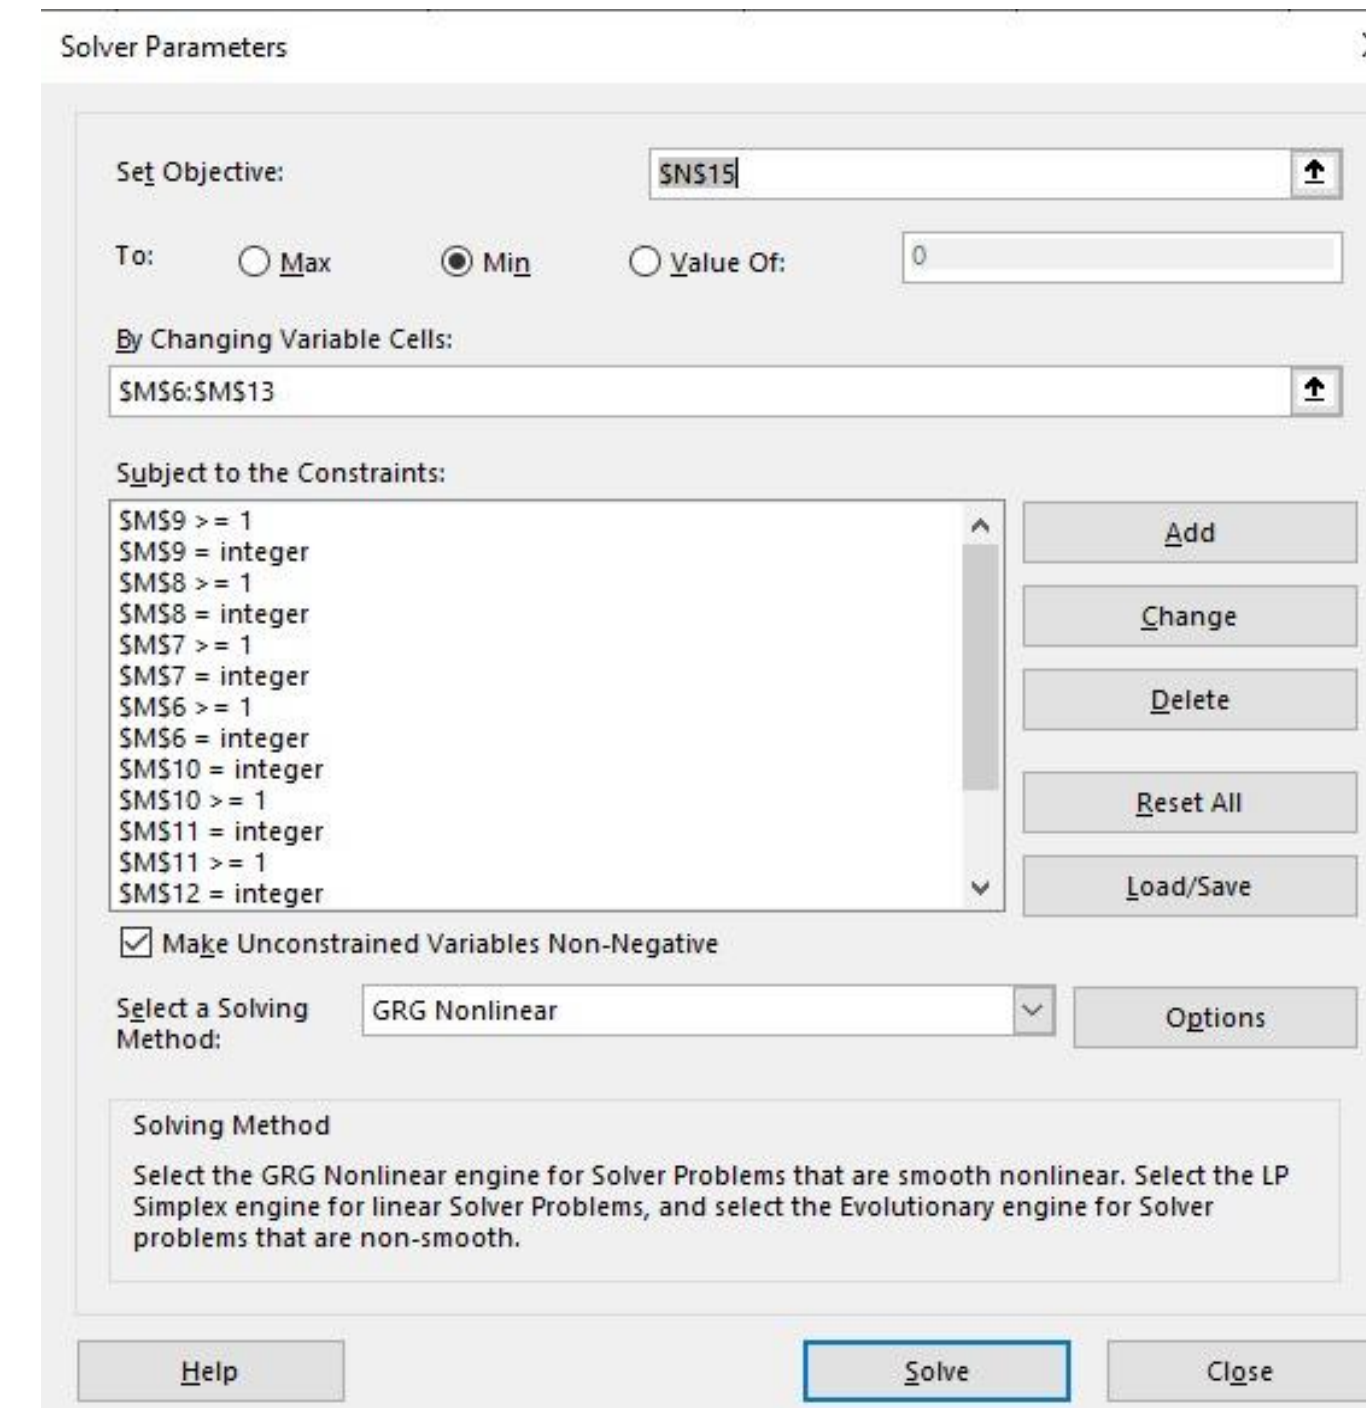 Solver Parameters
Set Objective:
$N$15
To:
Max
Min
Value Of:
0
By Changing Variable Cells:
$M$6:$M$13
Subject to the Constraints:
$M$9 >= 1
$M$9 = integer
$M$8 >= 1
$M$8 = integer
$M$7 >= 1
$M$7 = integer
$M$6 >= 1
$M$6 = integer
$M$10 = integer
$M$10 >= 1
$M$11 = integer
$M$11 >= 1
$M$12 = integer
Add
Change
Delete
Reset All
Load/Save
Make Unconstrained Variables Non-Negative
Select a Solving
Method:
GRG Nonlinear
Options
Solving Method
Select the GRG Nonlinear engine for Solver Problems that are smooth nonlinear. Select the LP
Simplex engine for linear Solver Problems, and select the Evolutionary engine for Solver
problems that are non-smooth.
Help
Solve
Close